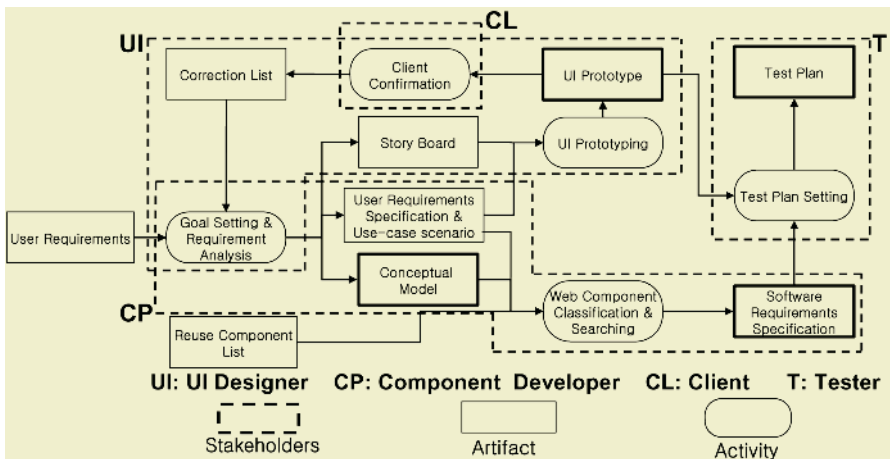 CL
UI
T
Correction List
Client
Confirmation
UI Prototype
Test Plan
Story Board
UI Prototyping
User Requirements
Goal Setting &
Requirement
Analysis
User Requirements
Specification &
Use-case scenario
Test Plan Setting
Conceptual
Model
Web Component
Classification &
Searching
Software
Requirements
Specification
CP
Reuse Component
List
UI: UI Designer CP: Component Developer CL: Client T: Tester
Stakeholders
Artifact
Activity